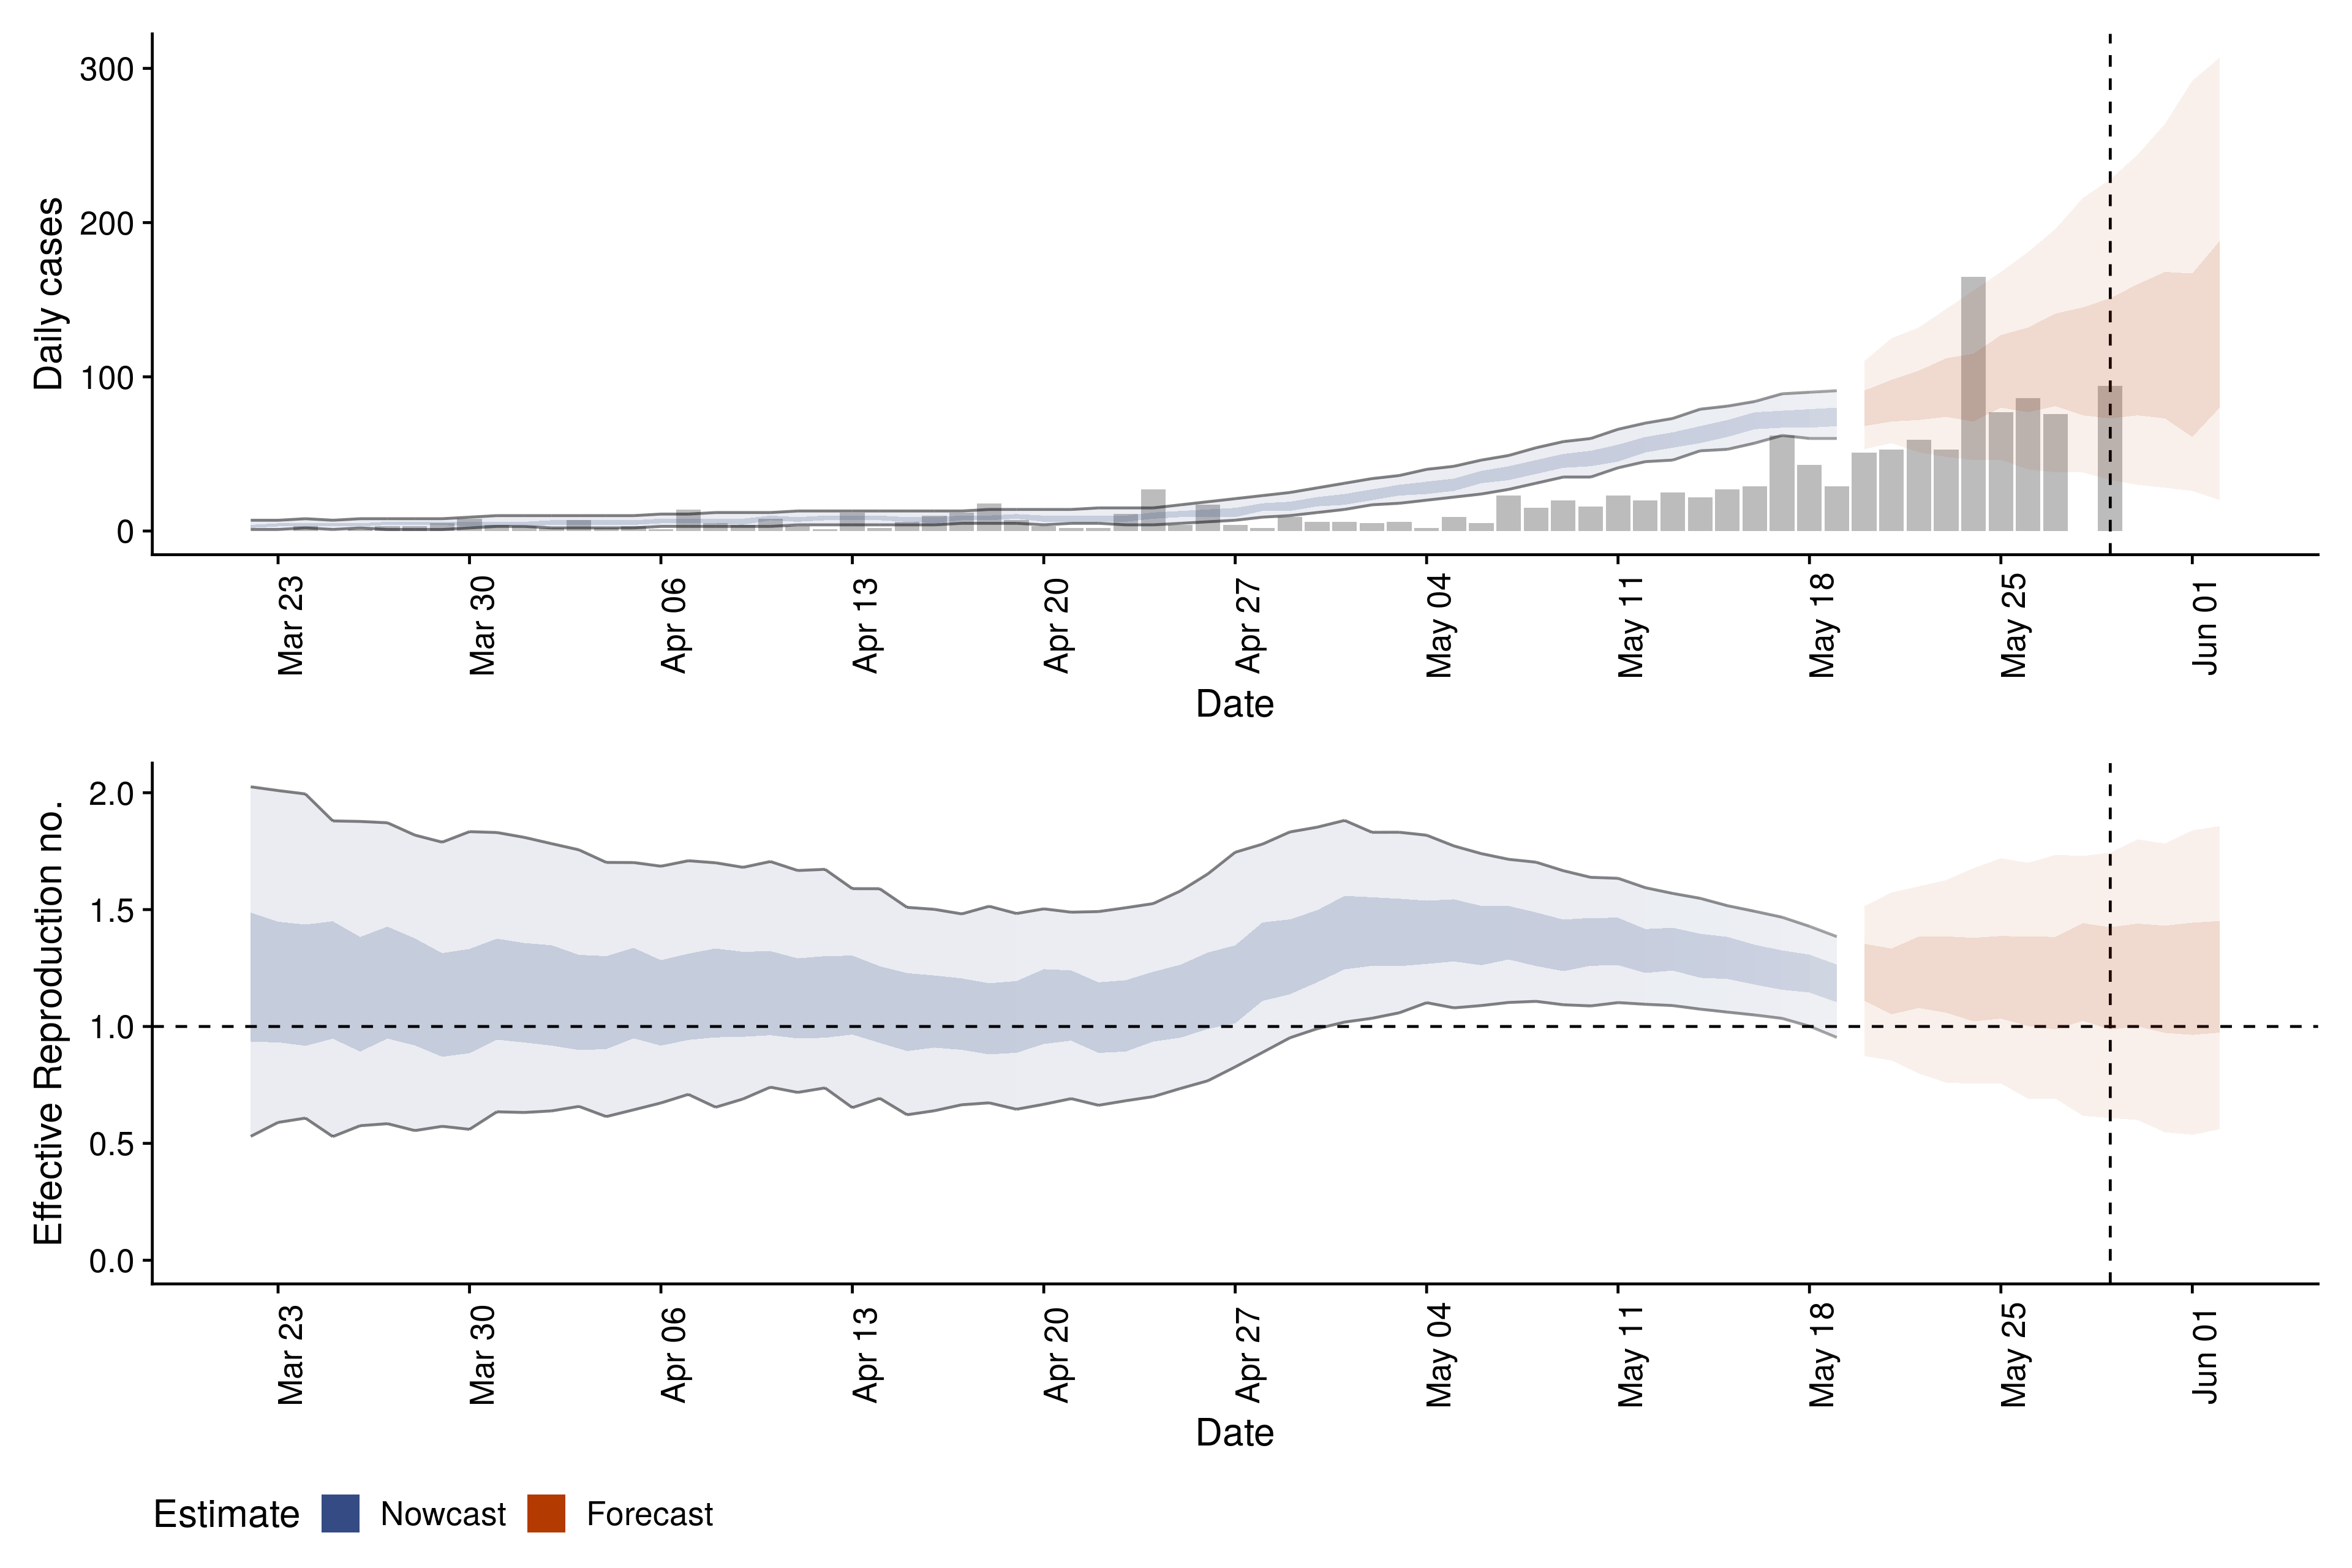 Daily cases
300
200
100
0
Mar 23
Mar 30
Apr 06
Apr 13
Apr 20
Apr 27
May 04
May 11
May 18
May 25
Jun 01
Date
Effective Reproduction no.
2.0
1.5
1.0
0.5
0.0
Mar 23
Mar 30
Apr 06
Apr 13
Apr 20
Apr 27
May 04
May 11
May 18
May 25
Jun 01
Date
Estimate Nowcast Forecast